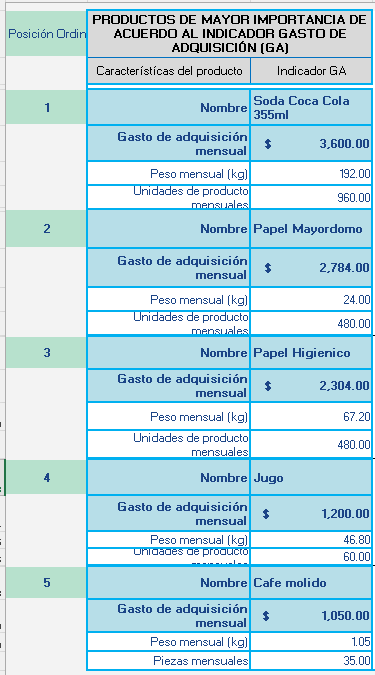 PRODUCTOS DE MAYOR IMPORTANCIA DE
ACUERDO AL INDICADOR GASTO DE
ADQUISICIÓN (GA)
Posición Ordin
Características del producto Indicador GA
1 Nombre Soda Coca Cola
355ml
Gasto de adquisición
mensual $ 3,600.00
Peso mensual (kg) 192.00
Unidades de producto
mensuales 960.00
2 Nombre Papel Mayordomo
Gasto de adquisición
mensual $ 2,784.00
Peso mensual (kg) 24.00
Unidades de producto
mensuales 480.00
3 Nombre Papel Higienico
Gasto de adquisición
mensual $ 2,304.00
Peso mensual (kg) 67.20
Unidades de producto
mensuales 480.00
4 Nombre Jugo
Gasto de adquisición
mensual $ 1,200.00
Peso mensual (kg) 46.80
Unidades de producto
60.00
5 Nombre Cafe molido
Gasto de adquisición
mensual $ 1,050.00
Peso mensual (kg) 1.05
Piezas mensuales 35.00